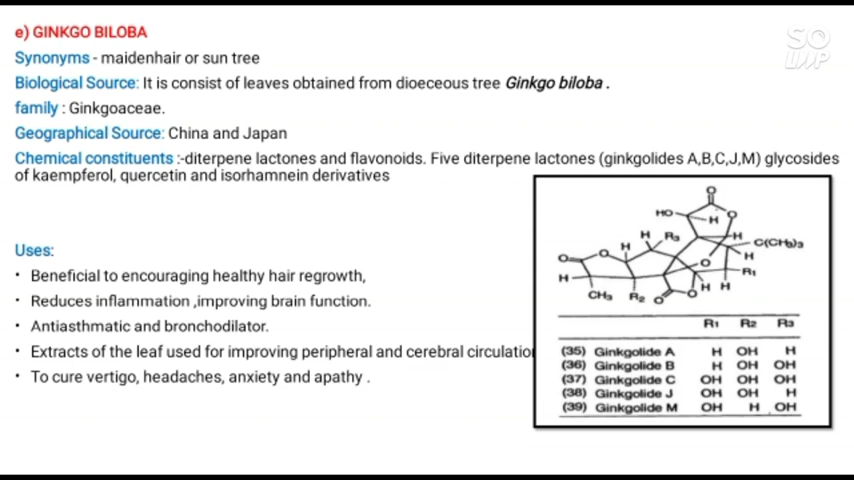 e) GINKGO BILOBA
SO
LMP
Synonyms - maidenhair or sun tree
Biological Source: It is consist of leaves obtained from dioeceous tree Ginkgo biloba .
family : Ginkgoaceae.
Geographical Source: China and Japan
Chemical constituents :-diterpene lactones and flavonoids. Five diterpene lactones (ginkgolides A,B,C,J,M) glycosides
of kaempferol, quercetin and isorhamnein derivatives
Uses:
• Beneficial to encouraging healthy hair regrowth,
• Reduces inflammation ,improving brain function.
• Antiasthmatic and bronchodilator.
• Extracts of the leaf used for improving peripheral and cerebral circulation
• To cure vertigo, headaches, anxiety and apathy .
O
HO H O
H R3 H C(CH3)3
H H
O O O R1
H H H
CH3 R2 O O
R1 R2 R3
(35) Ginkgolide A H OH H
(36) Ginkgolide B H OH OH
(37) Ginkgolide C OH OH OH
(38) Ginkgolide J OH OH H
(39) Ginkgolide M OH H OH